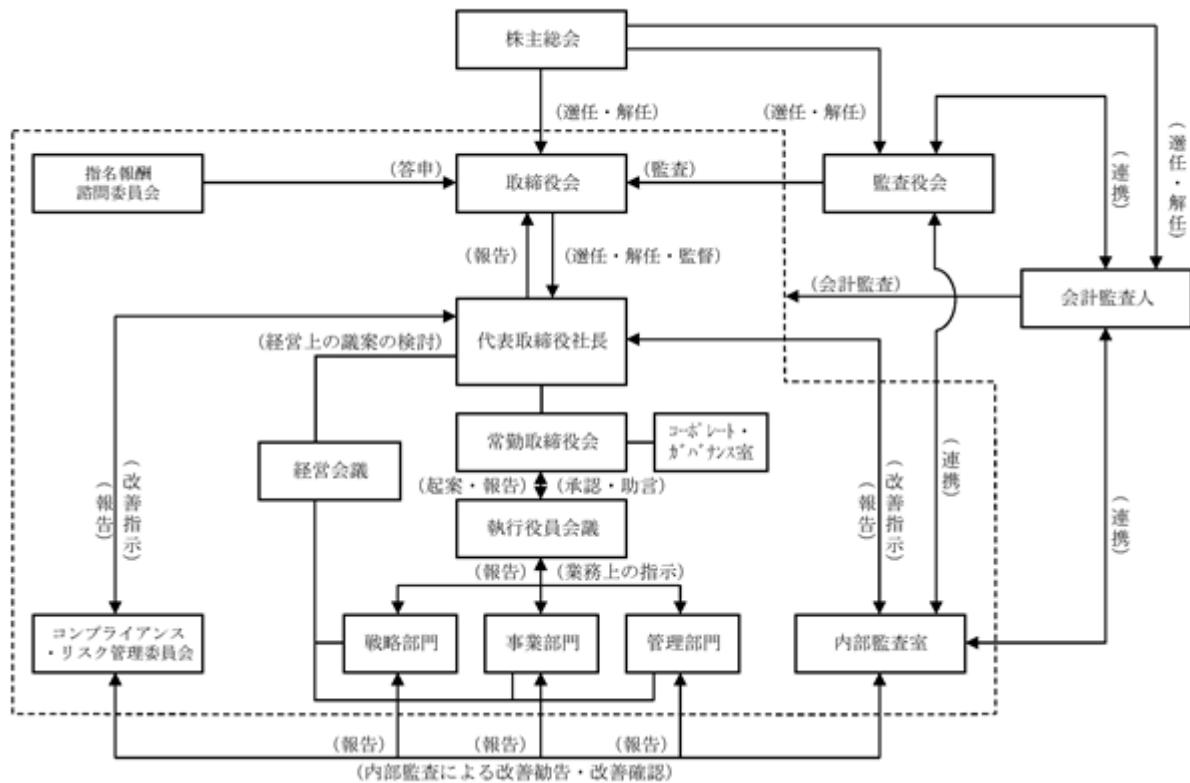 株主総会
(選任・解任)
(選任・解任)
(選任・解任)
指名報酬
諮問委員会
(答申)
取締役会
(監査)
監査役会
(連携)
(報告)
(選任・解任・監督)
(会計監査)
会計監査人
(経営上の議案の検討)
代表取締役社長
常勤取締役会
コーポレート・
ガバナンス室
経営会議
(起案・報告)
(承認・助言)
執行役員会議
(報告)
(改善指示)
(報告)
(改善指示)
(連携)
(連携)
(報告)
(業務上の指示)
コンプライアンス
・リスク管理委員会
戦略部門
事業部門
管理部門
内部監査室
(報告)
(報告)
(報告)
(内部監査による改善勧告・改善確認)